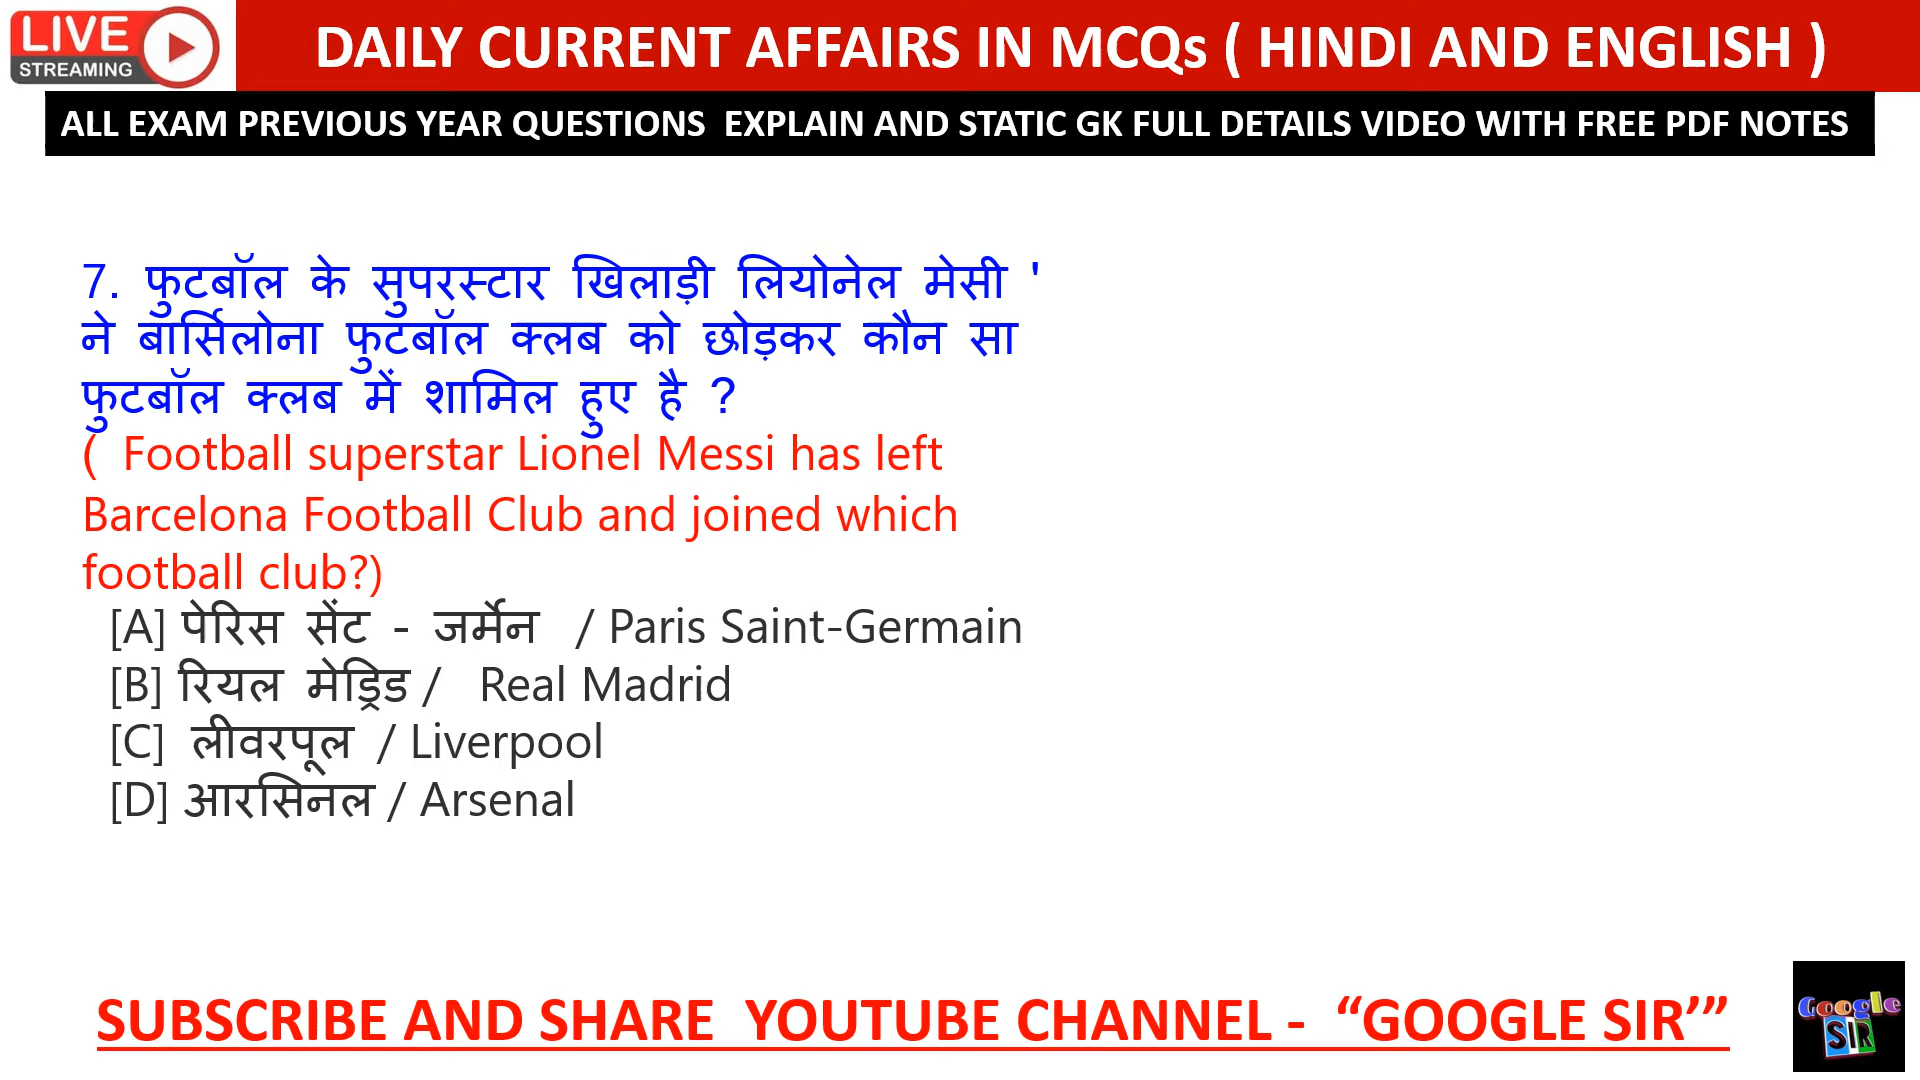 LIVE
STREAMING
DAILY CURRENT AFFAIRS IN MCQs ( HINDI AND ENGLISH )
ALL EXAM PREVIOUS YEAR QUESTIONS EXPLAIN AND STATIC GK FULL DETAILS VIDEO WITH FREE PDF NOTES
7. फुटबॉल के सुपरस्टार खिलाड़ी लियोनेल मेसी '
ने बार्सिलोना फुटबॉल क्लब को छोड़कर कौन सा
फुटबॉल क्लब में शामिल हुए है ?
( Football superstar Lionel Messi has left
Barcelona Football Club and joined which
football club?)
[A] पेरिस सेंट - जर्मेन / Paris Saint-Germain
[B] रियल मेड्रिड / Real Madrid
[C] लीवरपूल / Liverpool
[D] आरसिनल / Arsenal
SUBSCRIBE AND SHARE YOUTUBE CHANNEL - “GOOGLE SIR’”
Google
SIR